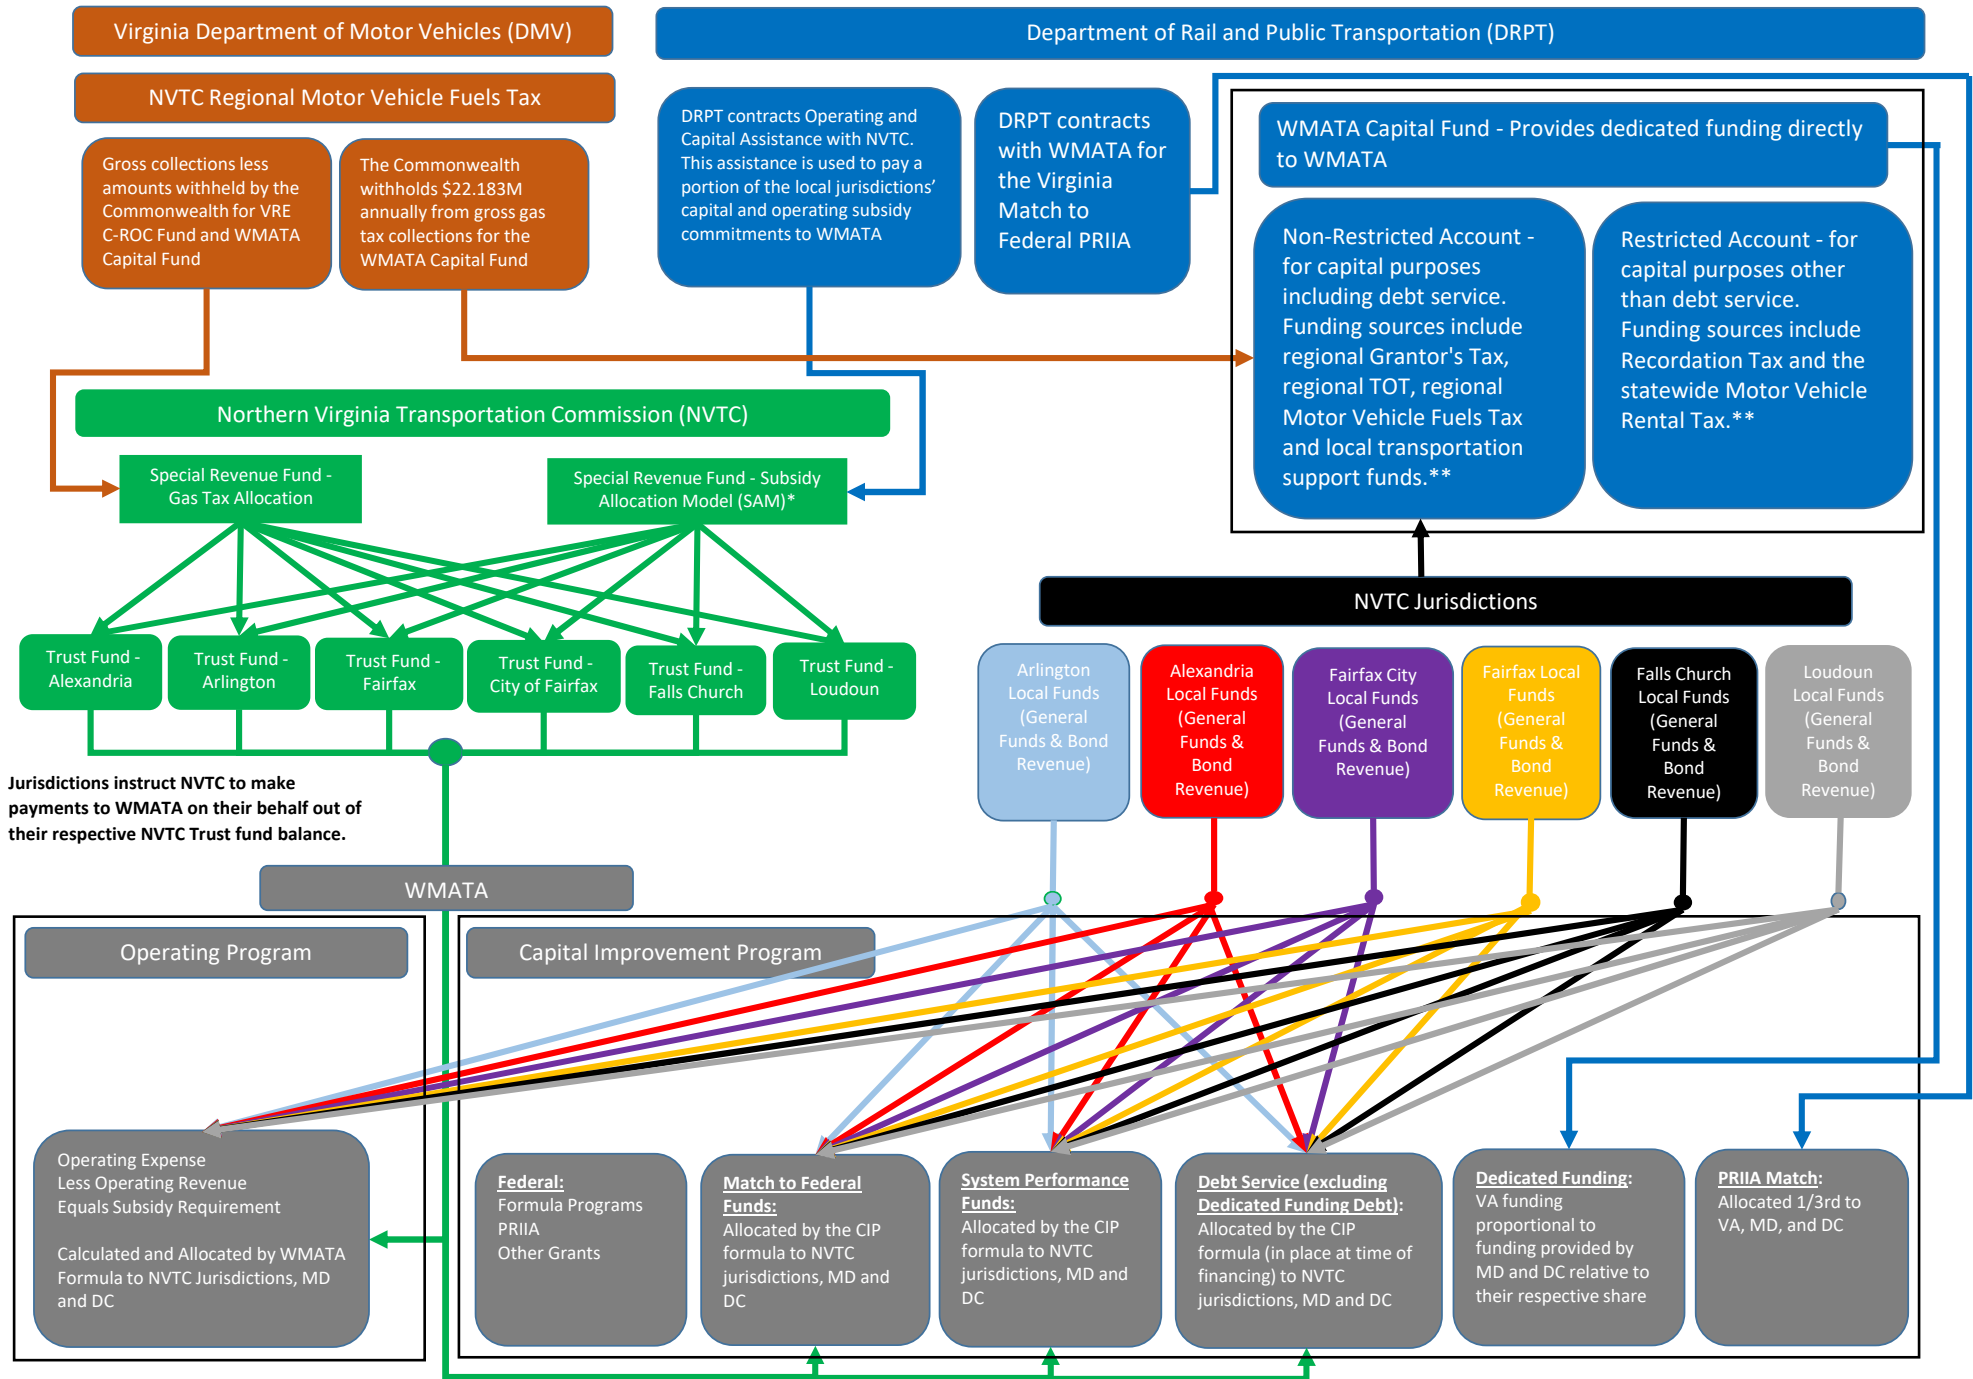 Virginia Department of Motor Vehicles (DMV)
Department of Rail and Public Transportation (DRPT)
NVTC Regional Motor Vehicle Fuels Tax
Gross collections less
amounts withheld by the
Commonwealth for VRE
C-ROC Fund and WMATA
Capital Fund
The Commonwealth
withholds $22.183M
annually from gross gas
tax collections for the
WMATA Capital Fund
DRPT contracts Operating and
Capital Assistance with NVTC.
This assistance is used to pay a
portion of the local jurisdictions’
capital and operating subsidy
commitments to WMATA
DRPT contracts
with WMATA for
the Virginia
Match to
Federal PRIIA
WMATA Capital Fund - Provides dedicated funding directly
to WMATA
Non-Restricted Account -
for capital purposes
including debt service.
Funding sources include
regional Grantor's Tax,
regional TOT, regional
Motor Vehicle Fuels Tax
and local transportation
support funds.**
Restricted Account - for
capital purposes other
than debt service.
Funding sources include
Recordation Tax and the
statewide Motor Vehicle
Rental Tax.**
Northern Virginia Transportation Commission (NVTC)
Special Revenue Fund -
Gas Tax Allocation
Special Revenue Fund - Subsidy
Allocation Model (SAM)*
Trust Fund -
Alexandria
Trust Fund -
Arlington
Trust Fund -
Fairfax
Trust Fund -
City of Fairfax
Trust Fund -
Falls Church
Trust Fund -
Loudoun
NVTC Jurisdictions
Arlington
Local Funds
(General
Funds & Bond
Revenue)
Alexandria
Local Funds
(General
Funds &
Bond
Revenue)
Fairfax City
Local Funds
(General
Funds & Bond
Revenue)
Fairfax Local
Funds
(General
Funds &
Bond
Revenue)
Falls Church
Local Funds
(General
Funds &
Bond
Revenue)
Loudoun
Local Funds
(General
Funds &
Bond
Revenue)
Jurisdictions instruct NVTC to make
payments to WMATA on their behalf out of
their respective NVTC Trust fund balance.
WMATA
Operating Program
Capital Improvement Program
Operating Expense
Less Operating Revenue
Equals Subsidy Requirement
Calculated and Allocated by WMATA
Formula to NVTC Jurisdictions, MD
and DC
Federal:
Formula Programs
PRIIA
Other Grants
Match to Federal
Funds:
Allocated by the CIP
formula to NVTC
jurisdictions, MD and
DC
System Performance
Funds:
Allocated by the CIP
formula to NVTC
jurisdictions, MD and
DC
Debt Service (excluding
Dedicated Funding Debt):
Allocated by the CIP
formula (in place at time of
financing) to NVTC
jurisdictions, MD and DC
Dedicated Funding:
VA funding
proportional to
funding provided by
MD and DC relative to
their respective share
PRIIA Match:
Allocated 1/3rd to
VA, MD, and DC